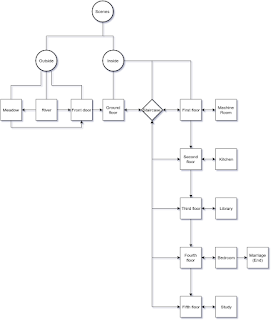 Scenes
Outside
Inside
Meadow
River
Front door
Ground
floor
Staircase
First floor
Machine
Room
Second
floor
Kitchen
Third floor
Library
Fourth
floor
Bedroom
Marriage
(End)
Fifth floor
Study